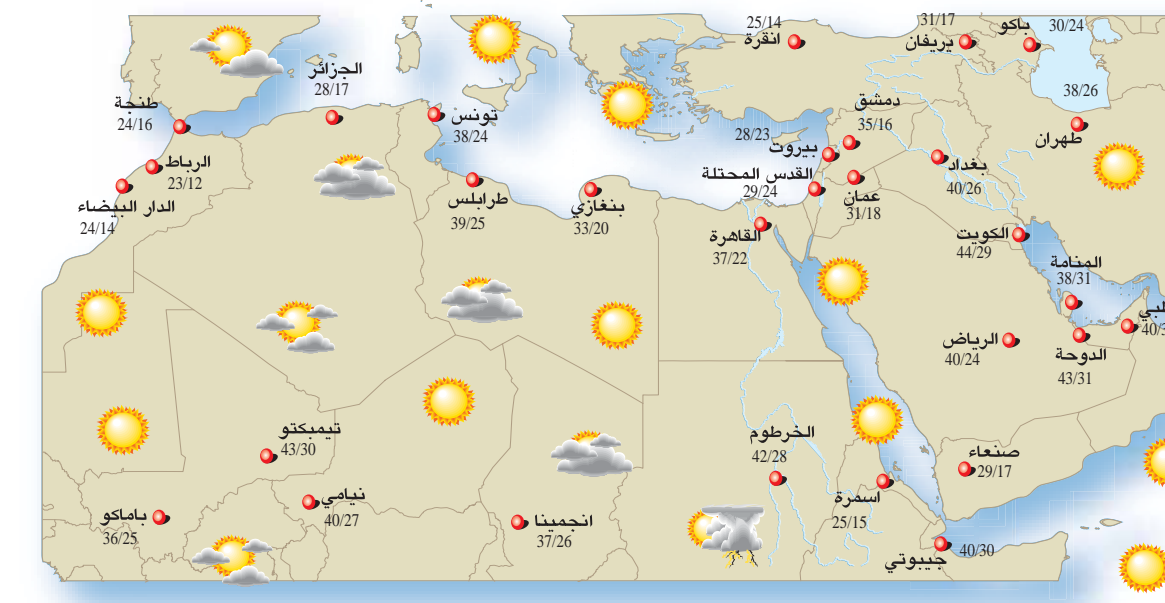 25/14
انقرة
31/17
يريفان
باكو
30/24
38/26
طهران
الجزائر
28/17
طنجة
24/16
تونس
38/24
دمشق
35/16
28/23
بيروت
الرباط
23/12
القدس المحتلة
29/24
عمان
31/18
بغداد
40/26
الدار البيضاء
24/14
طرابلس
39/25
بنغازي
33/20
القاهرة
37/22
الكويت
44/29
المنامة
38/31
الرياض
40/24
الدوحة
43/31
تيمبكتو
43/30
الخرطوم
42/28
صنعاء
29/17
نيامي
40/27
اسمرة
25/15
باماكو
36/25
انجمينا
37/26
جيبوتي
40/30